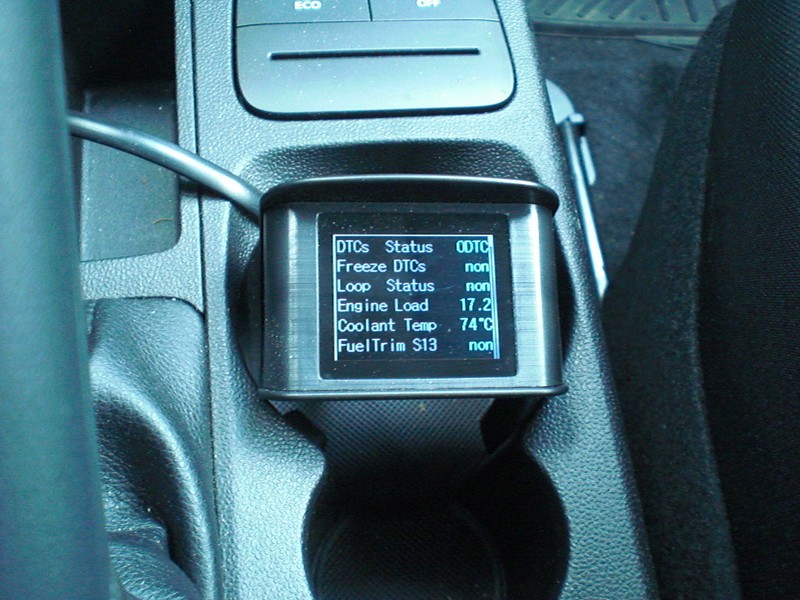 ECO OFF
DTCs Status 0DTC
Freeze DTCs non
Loop Status non
Engine Load 17.2
Coolant Temp 74°C
FuelTrim S13 non